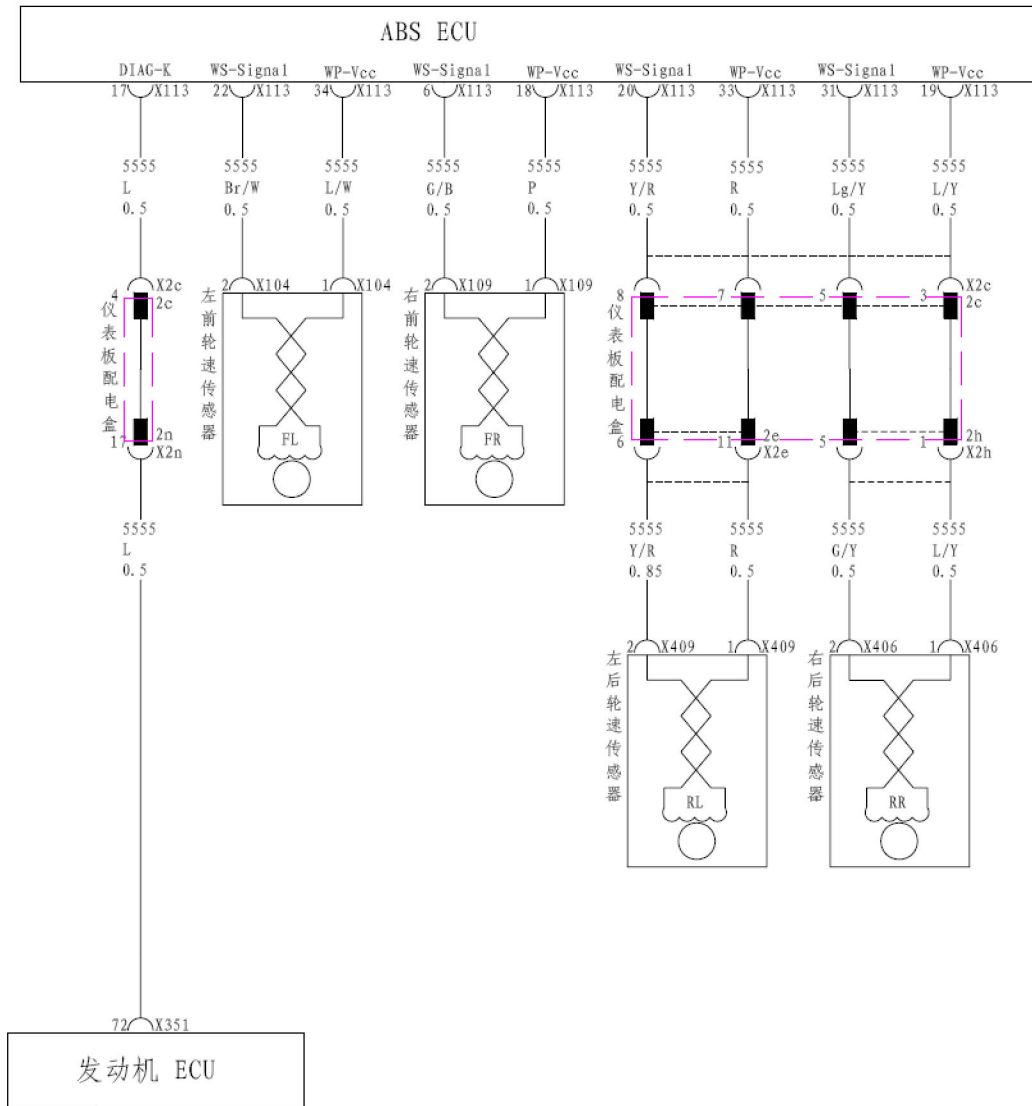 ABS ECU
DIAG-K WS-Signal WP-Vcc WS-Signal WP-Vcc WS-Signal WP-Vcc WS-Signal WP-Vcc
17 X113 22 X113 34 X113 6 X113 18 X113 20 X113 33 X113 31 X113 19 X113
5555 5555 5555 5555 5555 5555 5555 5555 5555
L Br/W L/W G/B P Y/R R Lg/Y L/Y
0.5 0.5 0.5 0.5 0.5 0.5 0.5 0.5 0.5
4 X2c 2 X104 1 X104 2 X109 1 X109 8 7 5 3 X2c
2c 2c
仪表板配电盒
左前轮速传感器
右前轮速传感器
仪表板配电盒
FL FR
17 2n 6 11 2e 5 1 2h
X2n X2e X2h
5555 5555 5555 5555 5555
L Y/R R G/Y L/Y
0.5 0.85 0.5 0.5 0.5
2 X409 1 X409 2 X406 1 X406
左后轮速传感器
右后轮速传感器
RL RR
72 X351
发动机 ECU